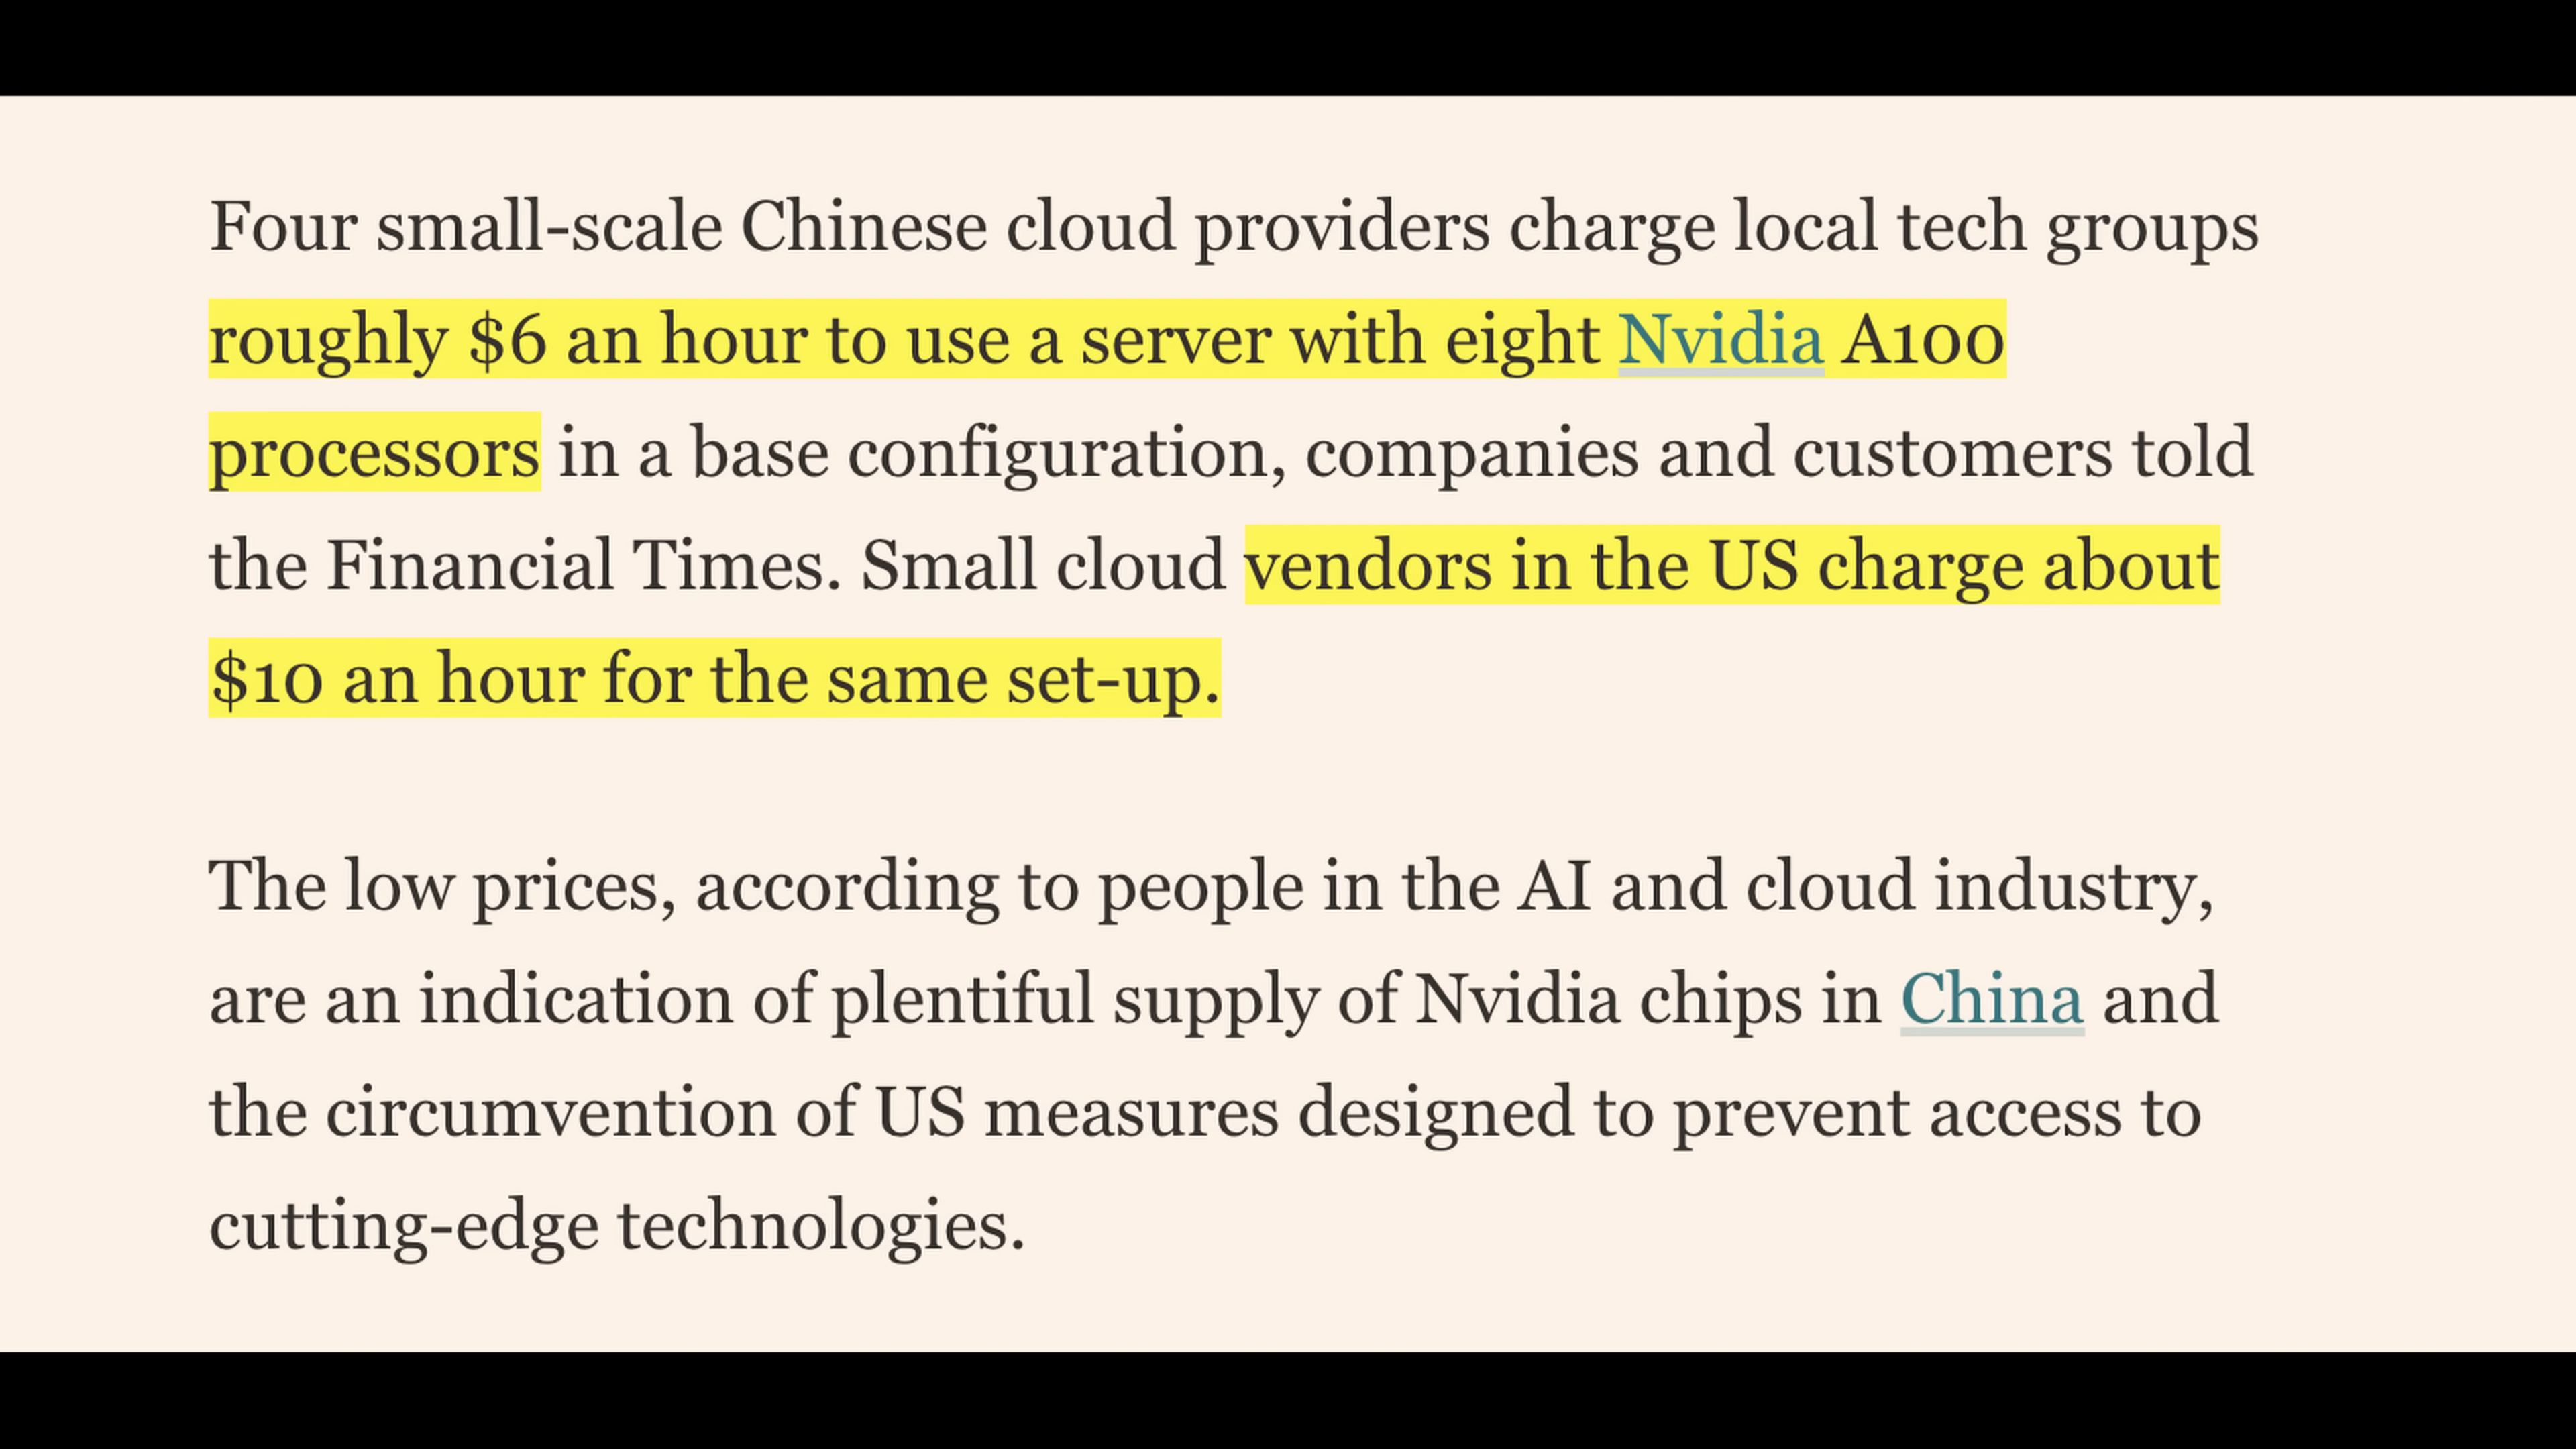 Four small-scale Chinese cloud providers charge local tech groups
roughly $6 an hour to use a server with eight Nvidia A100
processors in a base configuration, companies and customers told
the Financial Times. Small cloud vendors in the US charge about
$10 an hour for the same set-up.
The low prices, according to people in the AI and cloud industry,
are an indication of plentiful supply of Nvidia chips in China and
the circumvention of US measures designed to prevent access to
cutting-edge technologies.